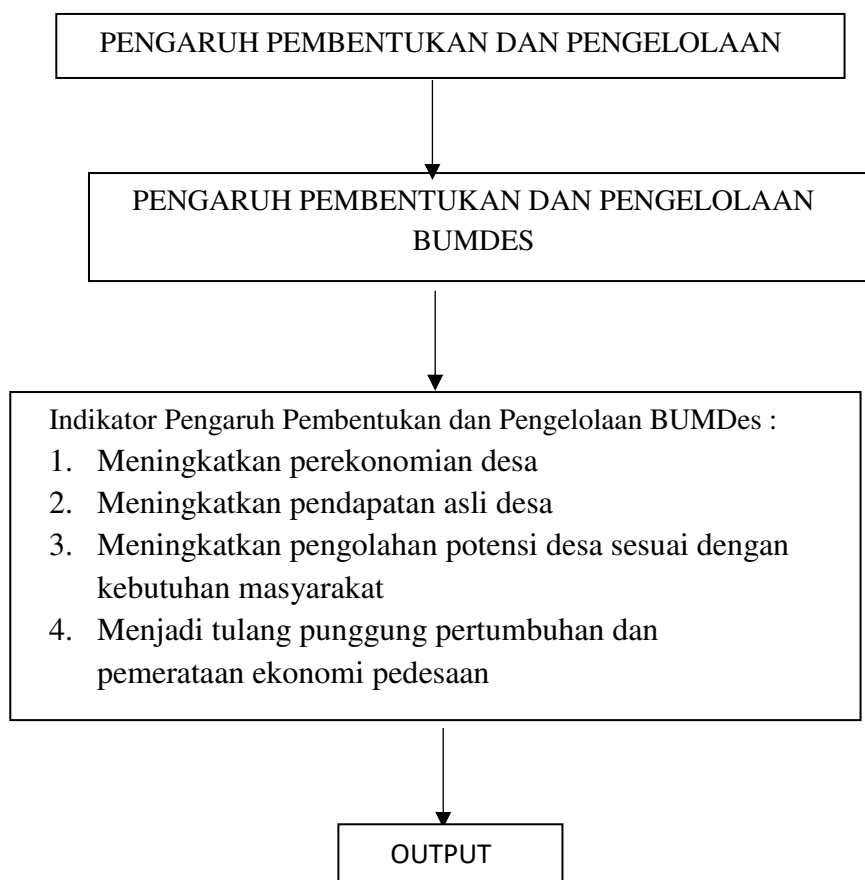 PENGARUH PEMBENTUKAN DAN PENGELOLAAN
PENGARUH PEMBENTUKAN DAN PENGELOLAAN
BUMDES
Indikator Pengaruh Pembentukan dan Pengelolaan BUMDes :
1. Meningkatkan perekonomian desa
2. Meningkatkan pendapatan asli desa
3. Meningkatkan pengolahan potensi desa sesuai dengan
kebutuhan masyarakat
4. Menjadi tulang punggung pertumbuhan dan
pemerataan ekonomi pedesaan
OUTPUT